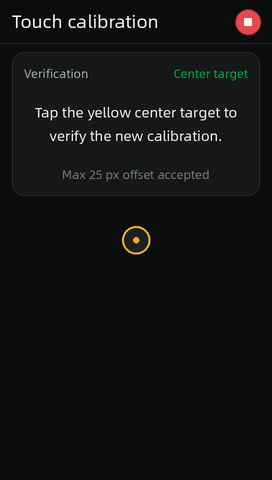 Touch calibration
Verification
Center target
Tap the yellow center target to
verify the new calibration.
Max 25 px offset accepted